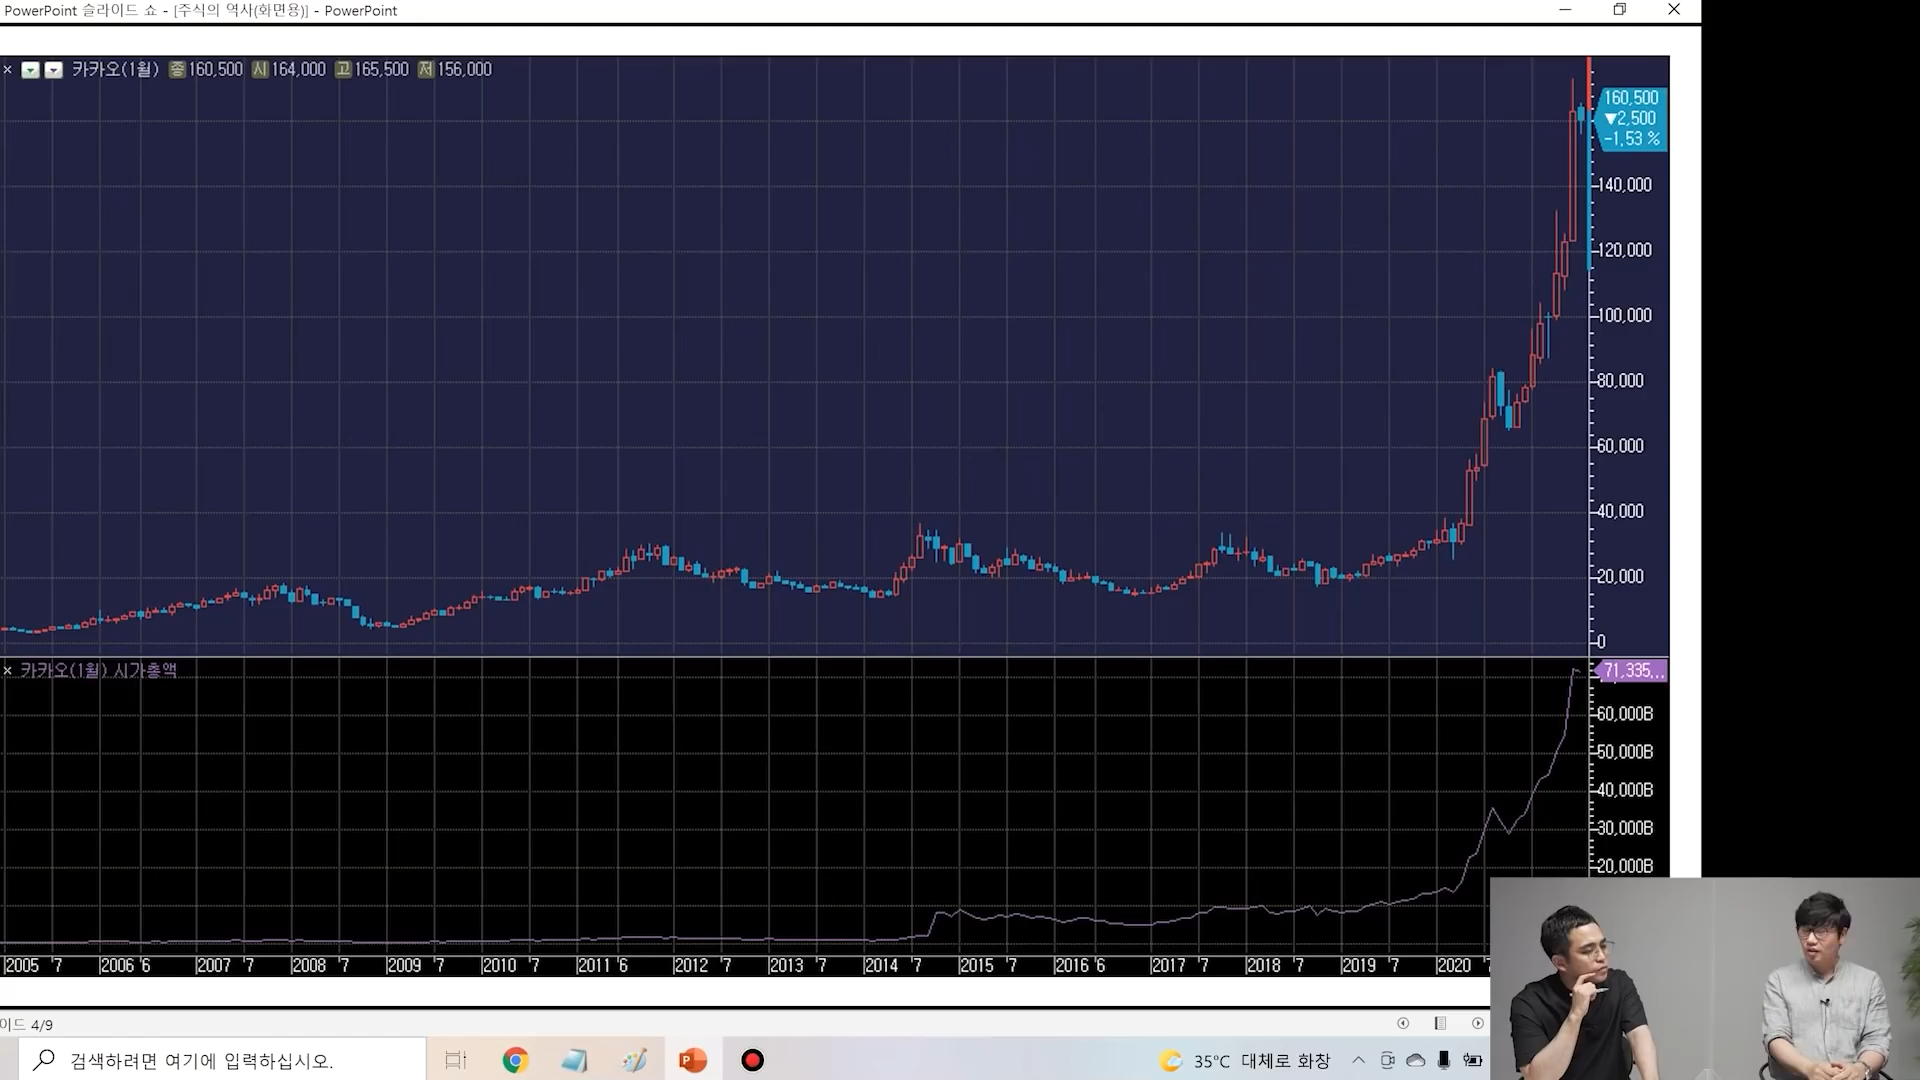 PowerPoint 슬라이드 쇼 - [주식의 역사(화면용)] - PowerPoint
카카오(1월) 종 160,500 시 164,000 고 165,500 저 156,000
160,500
▼2,500
-1,53 %
140,000
120,000
100,000
80,000
60,000
40,000
20,000
0
카카오(1월) 시가총액
71,335...
60,000B
50,000B
40,000B
30,000B
20,000B
2005 7 2006 6 2007 7 2008 7 2009 7 2010 7 2011 6 2012 7 2013 7 2014 7 2015 7 2016 6 2017 7 2018 7 2019 7 2020
이드 4/9
검색하려면 여기에 입력하십시오.
35°C 대체로 화창